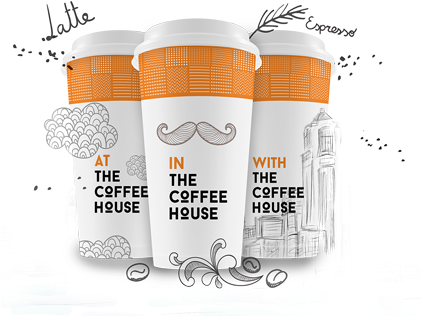 Latte
Espresso
AT
THE
COFFEE
HOUSE
IN
THE
COFFEE
HOUSE
WITH
THE
COFFEE
HOUSE